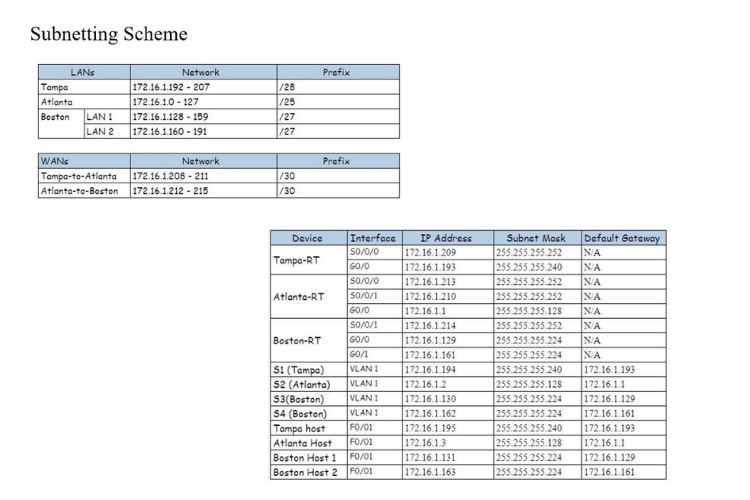 Subnetting Scheme
LANs Network Prefix
Tampa 172.16.1.192 - 207 /28
Atlanta 172.16.1.0 - 127 /25
Boston LAN 1 172.16.1.128 - 159 /27
LAN 2 172.16.1.160 - 191 /27
WANs Network Prefix
Tampa-to-Atlanta 172.16.1.208 - 211 /30
Atlanta-to-Boston 172.16.1.212 - 215 /30
Device Interface IP Address Subnet Mask Default Gateway
Tampa-RT S0/0/0 172.16.1.209 255.255.255.252 N/A
G0/0 172.16.1.193 255.255.255.240 N/A
Atlanta-RT S0/0/0 172.16.1.213 255.255.255.252 N/A
S0/0/1 172.16.1.210 255.255.255.252 N/A
G0/0 172.16.1.1 255.255.255.128 N/A
Boston-RT S0/0/1 172.16.1.214 255.255.255.252 N/A
G0/0 172.16.1.129 255.255.255.224 N/A
G0/1 172.16.1.161 255.255.255.224 N/A
S1 (Tampa) VLAN 1 172.16.1.194 255.255.255.240 172.16.1.193
S2 (Atlanta) VLAN 1 172.16.1.2 255.255.255.128 172.16.1.1
S3(Boston) VLAN 1 172.16.1.130 255.255.255.224 172.16.1.129
S4 (Boston) VLAN 1 172.16.1.162 255.255.255.224 172.16.1.161
Tampa host F0/01 172.16.1.195 255.255.255.240 172.16.1.193
Atlanta Host F0/01 172.16.1.3 255.255.255.128 172.16.1.1
Boston Host 1 F0/01 172.16.1.131 255.255.255.224 172.16.1.129
Boston Host 2 F0/01 172.16.1.163 255.255.255.224 172.16.1.161